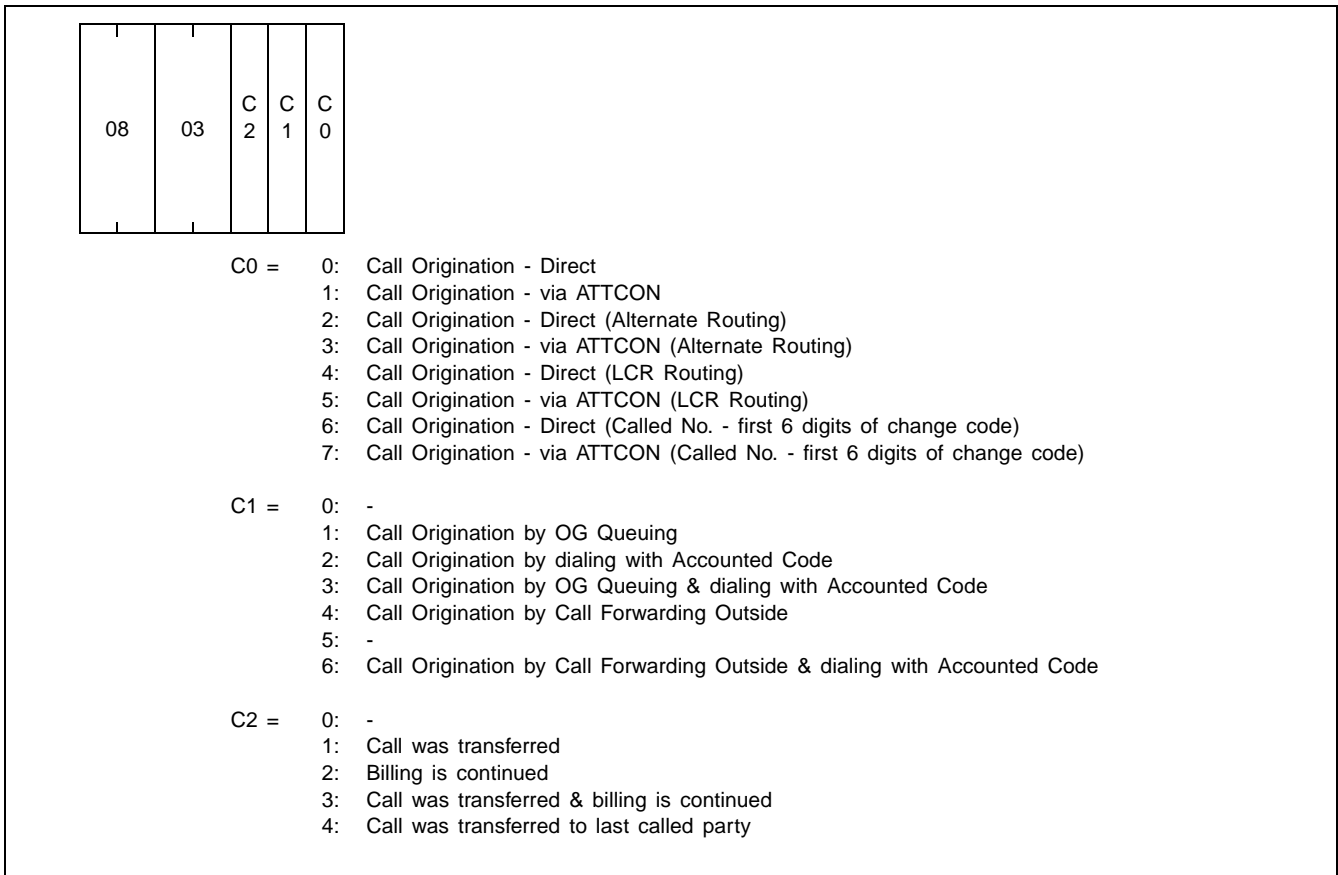 08 03 C2 C1 C0
C0 = 0: Call Origination - Direct
1: Call Origination - via ATTCON
2: Call Origination - Direct (Alternate Routing)
3: Call Origination - via ATTCON (Alternate Routing)
4: Call Origination - Direct (LCR Routing)
5: Call Origination - via ATTCON (LCR Routing)
6: Call Origination - Direct (Called No. - first 6 digits of change code)
7: Call Origination - via ATTCON (Called No. - first 6 digits of change code)
C1 = 0: -
1: Call Origination by OG Queuing
2: Call Origination by dialing with Accounted Code
3: Call Origination by OG Queuing & dialing with Accounted Code
4: Call Origination by Call Forwarding Outside
5: -
6: Call Origination by Call Forwarding Outside & dialing with Accounted Code
C2 = 0: -
1: Call was transferred
2: Billing is continued
3: Call was transferred & billing is continued
4: Call was transferred to last called party